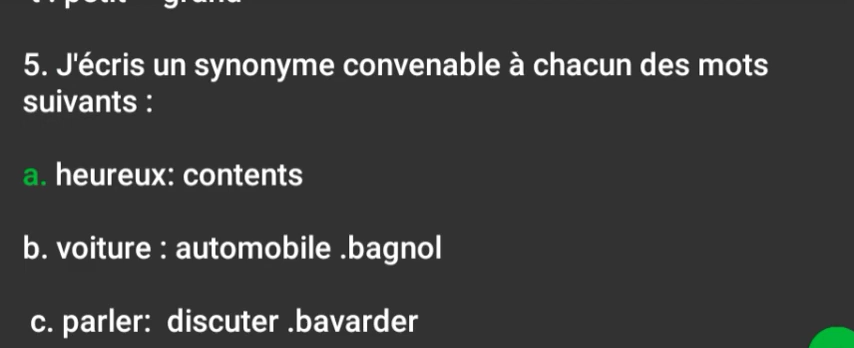 5. J'écris un synonyme convenable à chacun des mots
suivants :
a. heureux: contents
b. voiture : automobile .bagnol
c. parler: discuter .bavarder